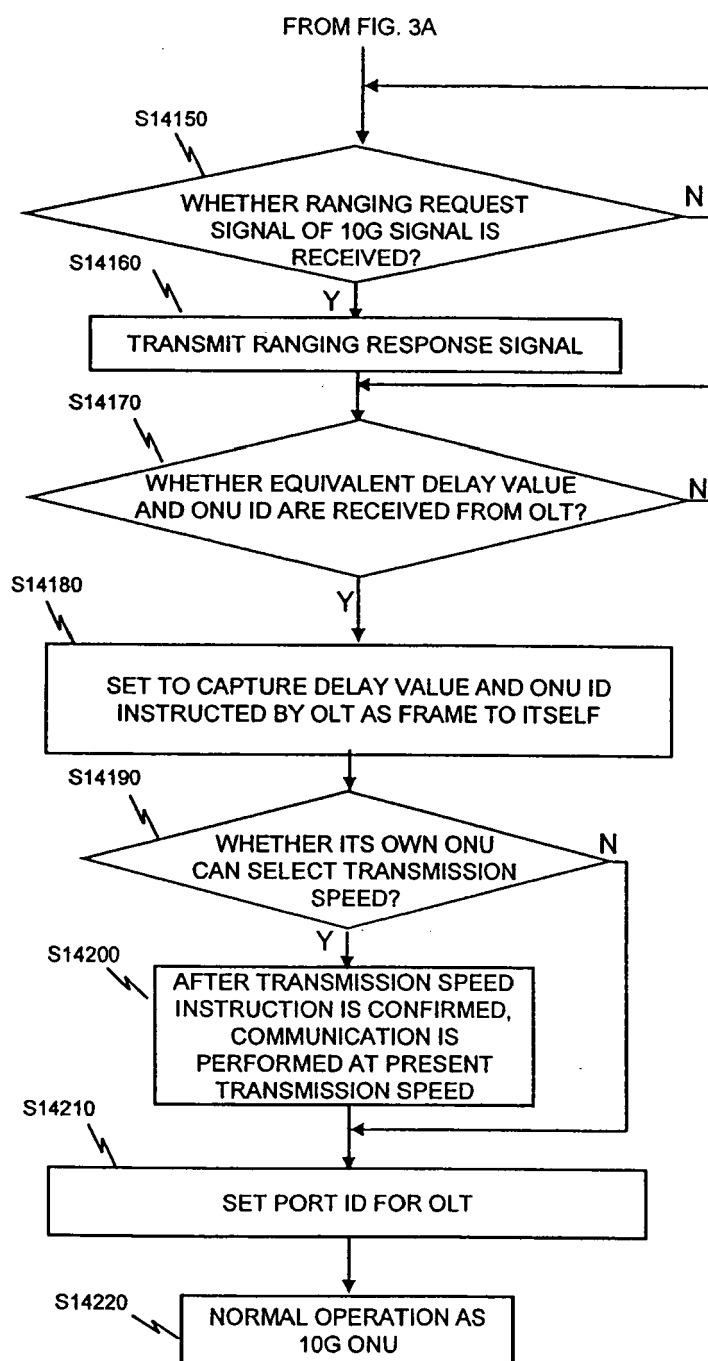 FROM FIG. 3A
S14150
WHETHER RANGING REQUEST
SIGNAL OF 10G SIGNAL IS
RECEIVED?
N
S14160
Y
TRANSMIT RANGING RESPONSE SIGNAL
S14170
WHETHER EQUIVALENT DELAY VALUE
AND ONU ID ARE RECEIVED FROM OLT?
N
S14180
Y
SET TO CAPTURE DELAY VALUE AND ONU ID
INSTRUCTED BY OLT AS FRAME TO ITSELF
S14190
WHETHER ITS OWN ONU
CAN SELECT TRANSMISSION
SPEED?
N
Y
S14200
AFTER TRANSMISSION SPEED
INSTRUCTION IS CONFIRMED,
COMMUNICATION IS
PERFORMED AT PRESENT
TRANSMISSION SPEED
S14210
SET PORT ID FOR OLT
S14220
NORMAL OPERATION AS
10G ONU